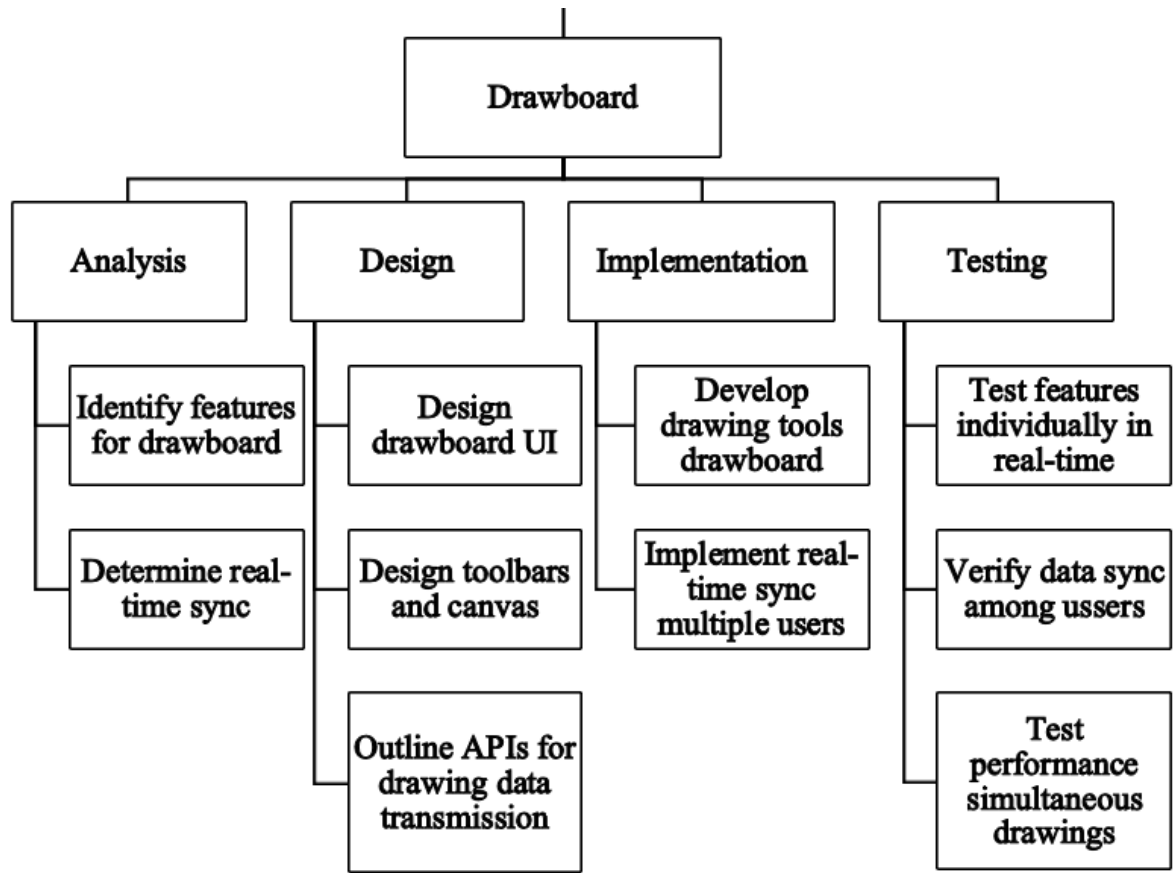 Drawboard
Analysis
Design
Implementation
Testing
Identify features
for drawboard
Design
drawboard UI
Develop
drawing tools
drawboard
Test features
individually in
real-time
Determine real-
time sync
Design toolbars
and canvas
Implement real-
time sync
multiple users
Verify data sync
among ussers
Outline APIs for
drawing data
transmission
Test
performance
simultaneous
drawings